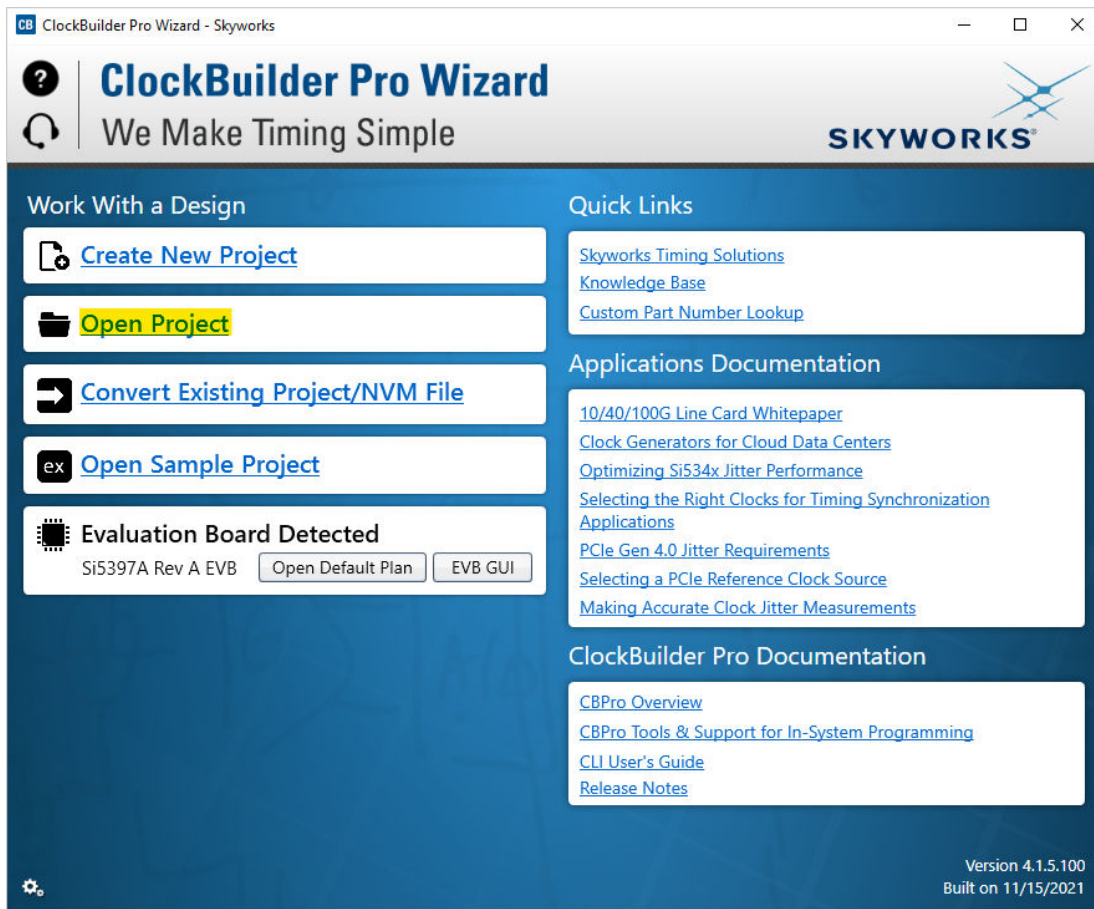 CB ClockBuilder Pro Wizard - Skyworks
?
ClockBuilder Pro Wizard
We Make Timing Simple
SKYWORKS®
Work With a Design
Create New Project
Open Project
Convert Existing Project/NVM File
ex Open Sample Project
Evaluation Board Detected
Si5397A Rev A EVB Open Default Plan EVB GUI
Quick Links
Skyworks Timing Solutions
Knowledge Base
Custom Part Number Lookup
Applications Documentation
10/40/100G Line Card Whitepaper
Clock Generators for Cloud Data Centers
Optimizing Si534x Jitter Performance
Selecting the Right Clocks for Timing Synchronization
Applications
PCIe Gen 4.0 Jitter Requirements
Selecting a PCIe Reference Clock Source
Making Accurate Clock Jitter Measurements
ClockBuilder Pro Documentation
CBPro Overview
CBPro Tools & Support for In-System Programming
CLI User's Guide
Release Notes
Version 4.1.5.100
Built on 11/15/2021